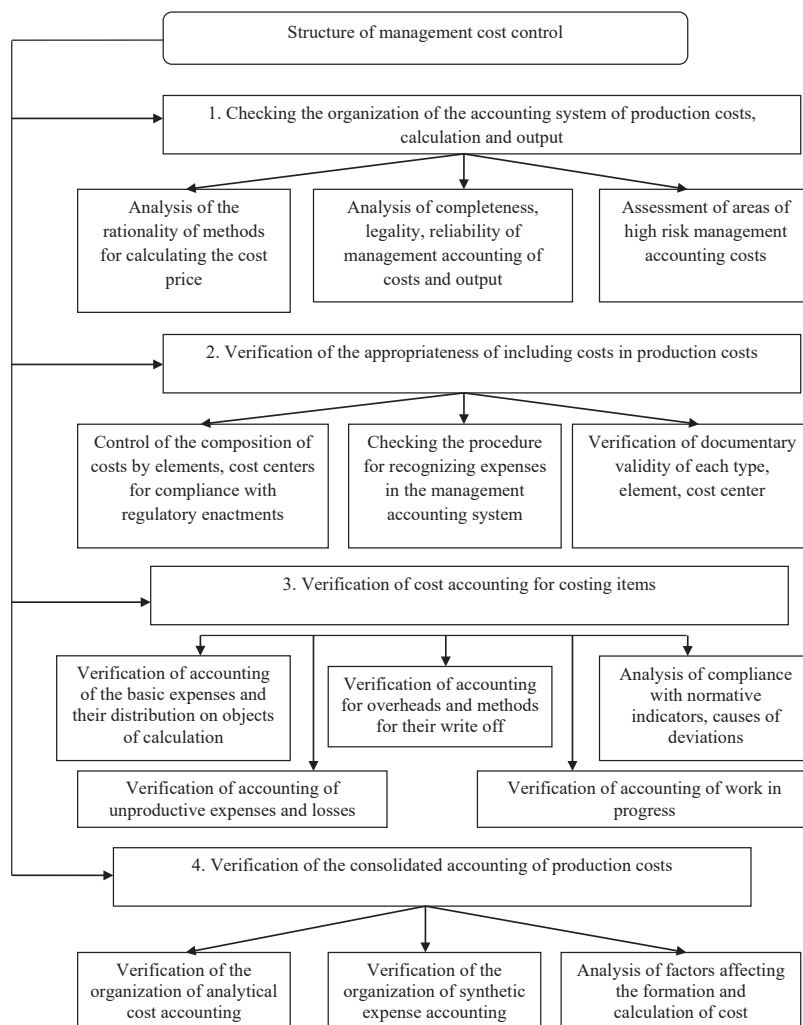 Structure of management cost control
1. Checking the organization of the accounting system of production costs,
calculation and output
Analysis of the
rationality of methods
for calculating the cost
price
Analysis of completeness,
legality, reliability of
management accounting of
costs and output
Assessment of areas of
high risk management
accounting costs
2. Verification of the appropriateness of including costs in production costs
Control of the composition of
costs by elements, cost centers
for compliance with
regulatory enactments
Checking the procedure
for recognizing expenses
in the management
accounting system
Verification of documentary
validity of each type,
element, cost center
3. Verification of cost accounting for costing items
Verification of accounting
of the basic expenses and
their distribution on objects
of calculation
Verification of accounting
for overheads and methods
for their write off
Analysis of compliance
with normative
indicators, causes of
deviations
Verification of accounting of
unproductive expenses and losses
Verification of accounting of work in
progress
4. Verification of the consolidated accounting of production costs
Verification of the
organization of analytical
cost accounting
Verification of the
organization of synthetic
expense accounting
Analysis of factors affecting
the formation and
calculation of cost